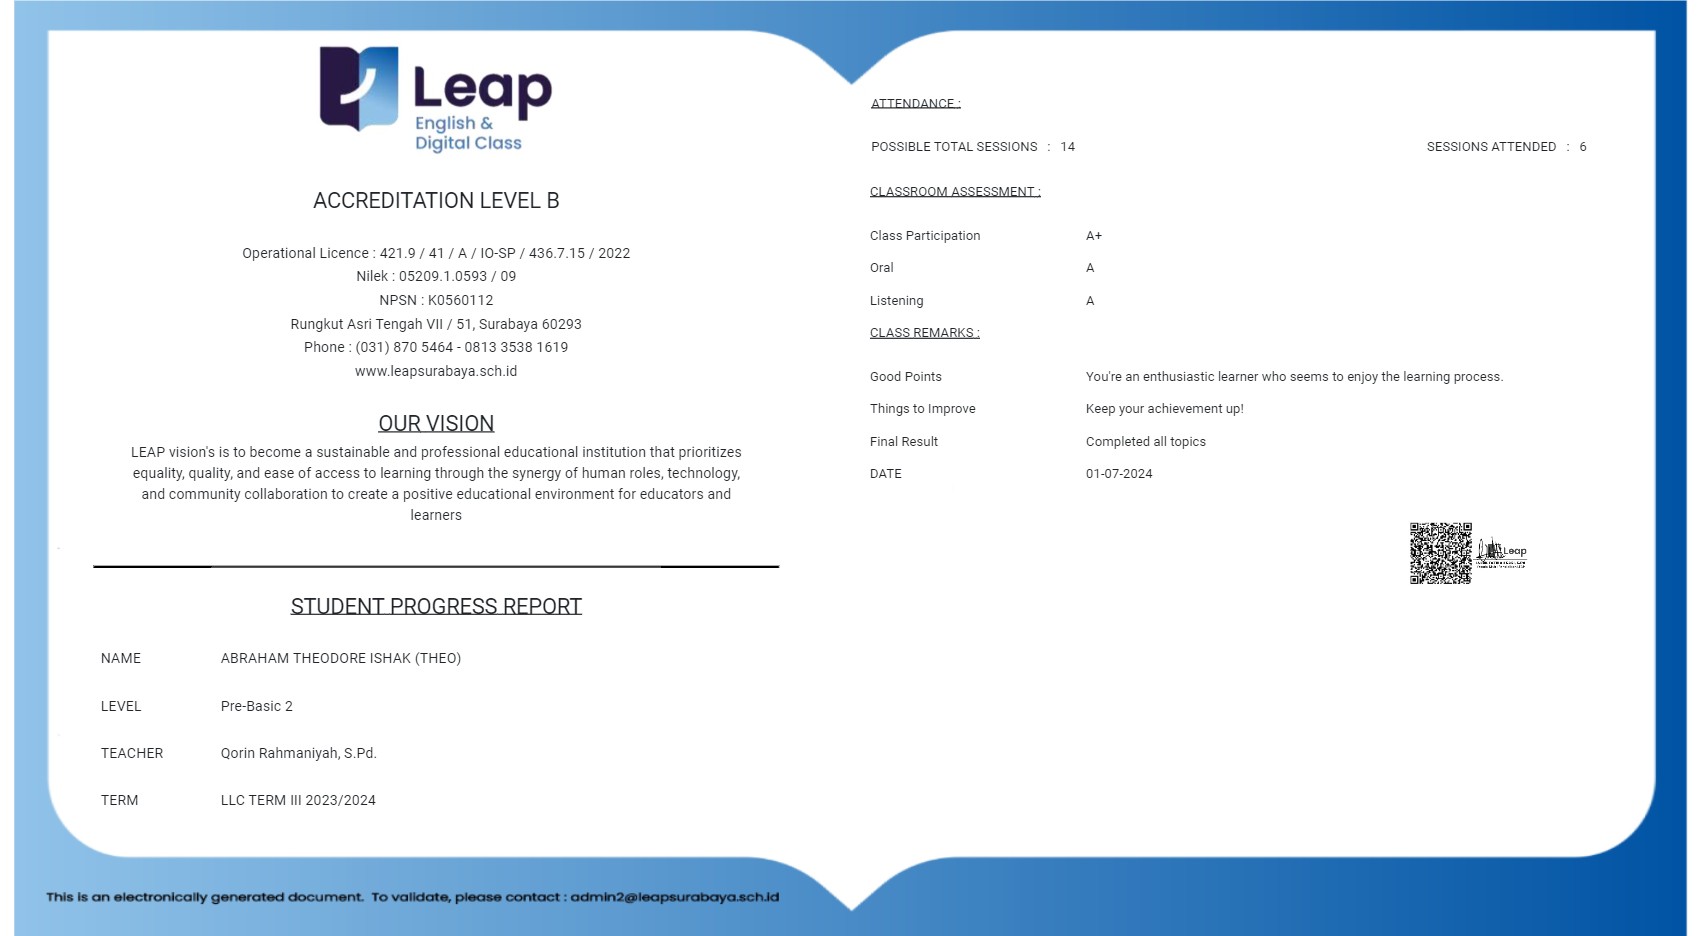 Leap
English &
Digital Class
ACCREDITATION LEVEL B
Operational Licence : 421.9 / 41 / A / IO-SP / 436.7.15 / 2022
Nilek : 05209.1.0593 / 09
NPSN : K0560112
Rungkut Asri Tengah VII / 51, Surabaya 60293
Phone : (031) 870 5464 - 0813 3538 1619
www.leapsurabaya.sch.id
OUR VISION
LEAP vision's is to become a sustainable and professional educational institution that prioritizes
equality, quality, and ease of access to learning through the synergy of human roles, technology,
and community collaboration to create a positive educational environment for educators and
learners
STUDENT PROGRESS REPORT
NAME ABRAHAM THEODORE ISHAK (THEO)
LEVEL Pre-Basic 2
TEACHER Qorin Rahmaniyah, S.Pd.
TERM LLC TERM III 2023/2024
This is an electronically generated document. To validate, please contact : admin2@leapsurabaya.sch.id
ATTENDANCE :
POSSIBLE TOTAL SESSIONS : 14 SESSIONS ATTENDED : 6
CLASSROOM ASSESSMENT :
Class Participation A+
Oral A
Listening A
CLASS REMARKS :
Good Points You're an enthusiastic learner who seems to enjoy the learning process.
Things to Improve Keep your achievement up!
Final Result Completed all topics
DATE 01-07-2024
Leap